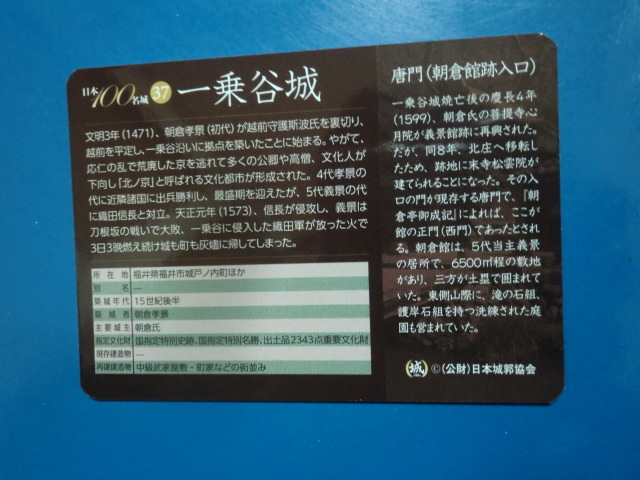 日本100名城 37 一乗谷城
文明3年(1471)、朝倉孝景(初代)が越前守護斯波氏を裏切り、
越前を平定し、一乗谷沿いに拠点を築いたことに始まる。やがて、
応仁の乱で荒廃した京を逃れて多くの公卿や高僧、文化人が
下向し「北ノ京」と呼ばれる文化都市が形成された。4代孝景の
代に近隣諸国に出兵勝利し、最盛期を迎えたが、5代義景の代
に織田信長と対立。天正元年(1573)、信長が侵攻し、義景は
刀根坂の戦いで大敗、一乗谷に侵入した織田軍が放った火で
3日3晩燃え続け城も町も灰燼に帰してしまった。
所在地 福井県福井市城戸ノ内町ほか
別名 ―
築城年代 15世紀後半
築城者 朝倉孝景
主要城主 朝倉氏
指定文化財 国指定特別史跡、国指定特別名勝、出土品2343点重要文化財
現存建造物 ―
再建建造物 中級武家屋敷・町家などの街並み
唐門(朝倉館跡入口)
一乗谷城焼亡後の慶長4年
(1599)、朝倉氏の菩提寺心
月院が義景館跡に再興された。
だが、同8年、北庄へ移転し
たため、跡地に末寺松雲院が
建てられることになった。その入
口の門が現存する唐門で、『朝
倉亭御成記』によれば、ここが
館の正門(西門)であったとされ
る。朝倉館は、5代当主義景
の居所で、6500㎡程の敷地
があり、三方が土塁で囲まれて
いた。東側山際に、滝の石組、
護岸石組を持つ洗練された庭
園も営まれていた。
城 ©(公財)日本城郭協会